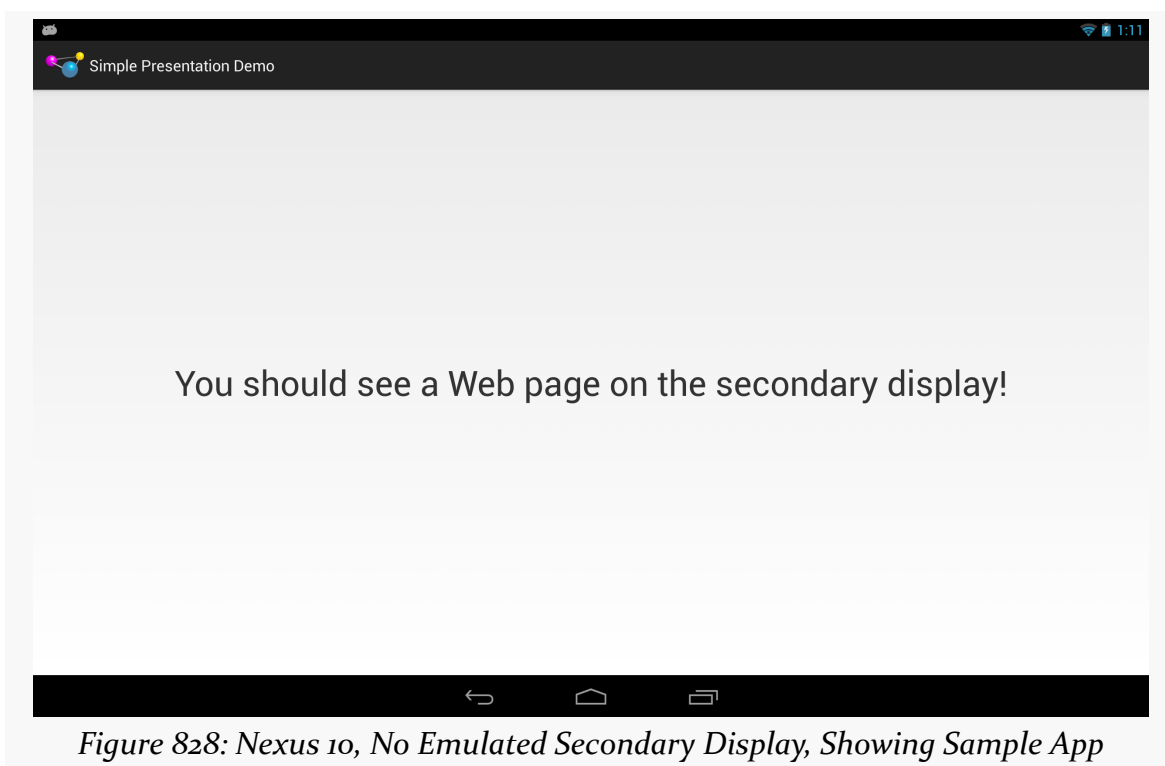 1:11
Simple Presentation Demo
You should see a Web page on the secondary display!
Figure 828: Nexus 10, No Emulated Secondary Display, Showing Sample App